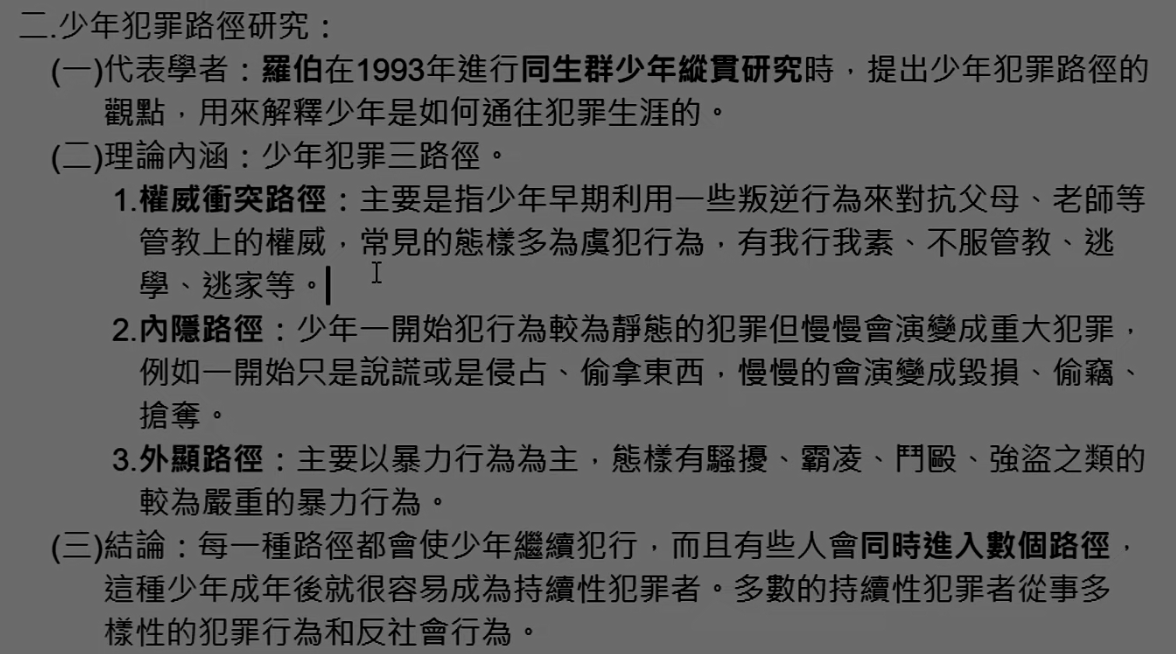 二.少年犯罪路徑研究：
(一)代表學者：羅伯在1993年進行同生群少年縱貫研究時，提出少年犯罪路徑的
觀點，用來解釋少年是如何通往犯罪生涯的。
(二)理論內涵：少年犯罪三路徑。
1.權威衝突路徑：主要是指少年早期利用一些叛逆行為來對抗父母、老師等
管教上的權威，常見的態樣多為虞犯行為，有我行我素、不服管教、逃
學、逃家等。
2.內隱路徑：少年一開始犯行為較為靜態的犯罪但慢慢會演變成重大犯罪，
例如一開始只是說謊或是侵占、偷拿東西，慢慢的會演變成毀損、偷竊、
搶奪。
3.外顯路徑：主要以暴力行為為主，態樣有騷擾、霸凌、鬥毆、強盜之類的
較為嚴重的暴力行為。
(三)結論：每一種路徑都會使少年繼續犯行，而且有些人會同時進入數個路徑，
這種少年成年後就很容易成為持續性犯罪者。多數的持續性犯罪者從事多
樣性的犯罪行為和反社會行為。